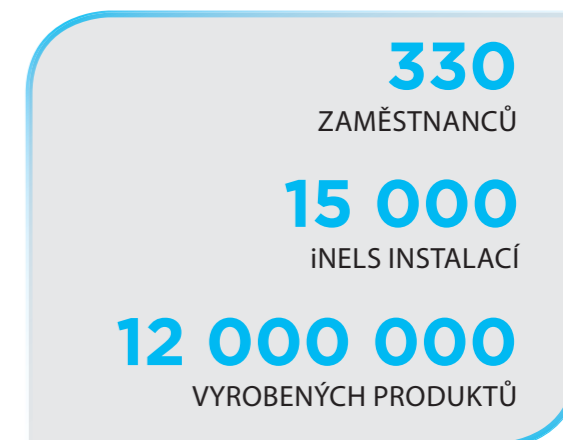 330
ZAMĚSTNANCŮ
15 000
iNELS INSTALACÍ
12 000 000
VYROBENÝCH PRODUKTŮ